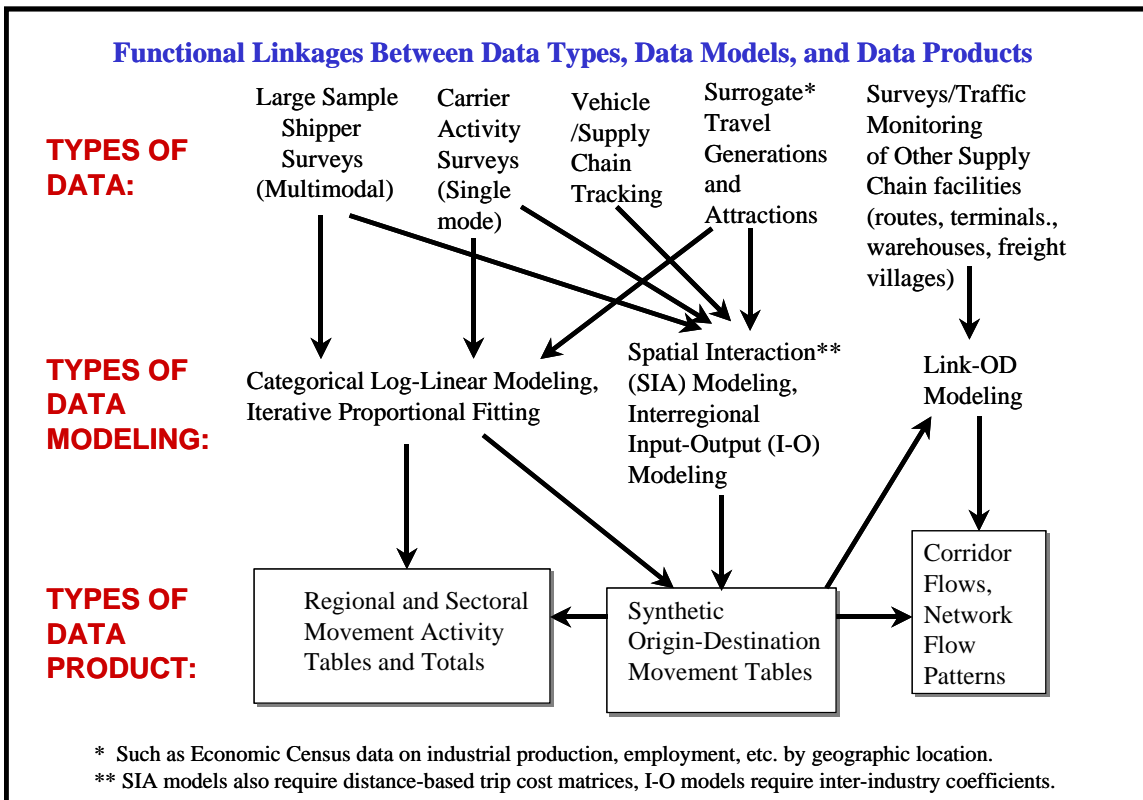 Functional Linkages Between Data Types, Data Models, and Data Products
TYPES OF
DATA:
Large Sample
Shipper
Surveys
(Multimodal)
Carrier
Activity
Surveys
(Single
mode)
Vehicle
/Supply
Chain
Tracking
Surrogate*
Travel
Generations
and
Attractions
Surveys/Traffic
Monitoring
of Other Supply
Chain facilities
(routes, terminals.,
warehouses, freight
villages)
TYPES OF
DATA
MODELING:
Categorical Log-Linear Modeling,
Iterative Proportional Fitting
Spatial Interaction**
(SIA) Modeling,
Interregional
Input-Output (I-O)
Modeling
Link-OD
Modeling
TYPES OF
DATA
PRODUCT:
Regional and Sectoral
Movement Activity
Tables and Totals
Synthetic
Origin-Destination
Movement Tables
Corridor
Flows,
Network
Flow
Patterns
* Such as Economic Census data on industrial production, employment, etc. by geographic location.
** SIA models also require distance-based trip cost matrices, I-O models require inter-industry coefficients.